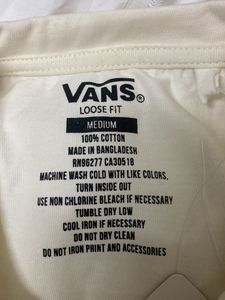 VANS®
LOOSE FIT
MEDIUM
100% COTTON
MADE IN BANGLADESH
RN96277 CA30518
MACHINE WASH COLD WITH LIKE COLORS.
TURN INSIDE OUT
USE NON CHLORINE BLEACH IF NECESSARY
TUMBLE DRY LOW
COOL IRON IF NECESSARY
DO NOT DRY CLEAN
DO NOT IRON PRINT AND ACCESSORIES